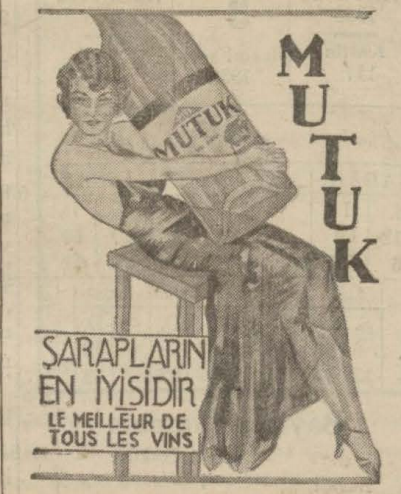 MUTUK
MUTUK
ŞARAPLARIN
EN İYİSİDİR
LE MEILLEUR DE
TOUS LES VINS